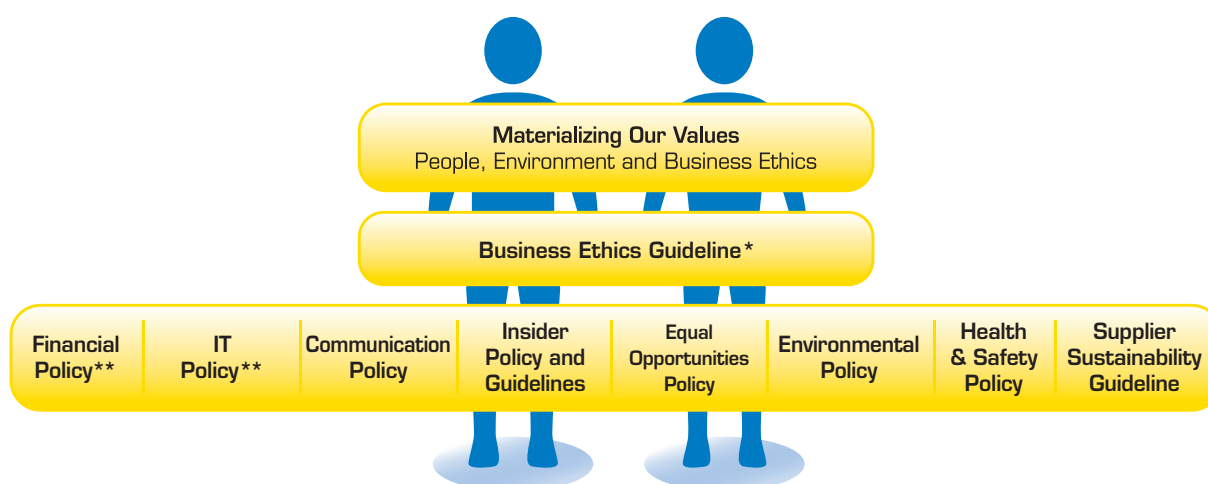 Materializing Our Values
People, Environment and Business Ethics
Business Ethics Guideline*
Financial
Policy**
IT
Policy**
Communication
Policy
Insider
Policy and
Guidelines
Equal
Opportunities
Policy
Environmental
Policy
Health
& Safety
Policy
Supplier
Sustainability
Guideline